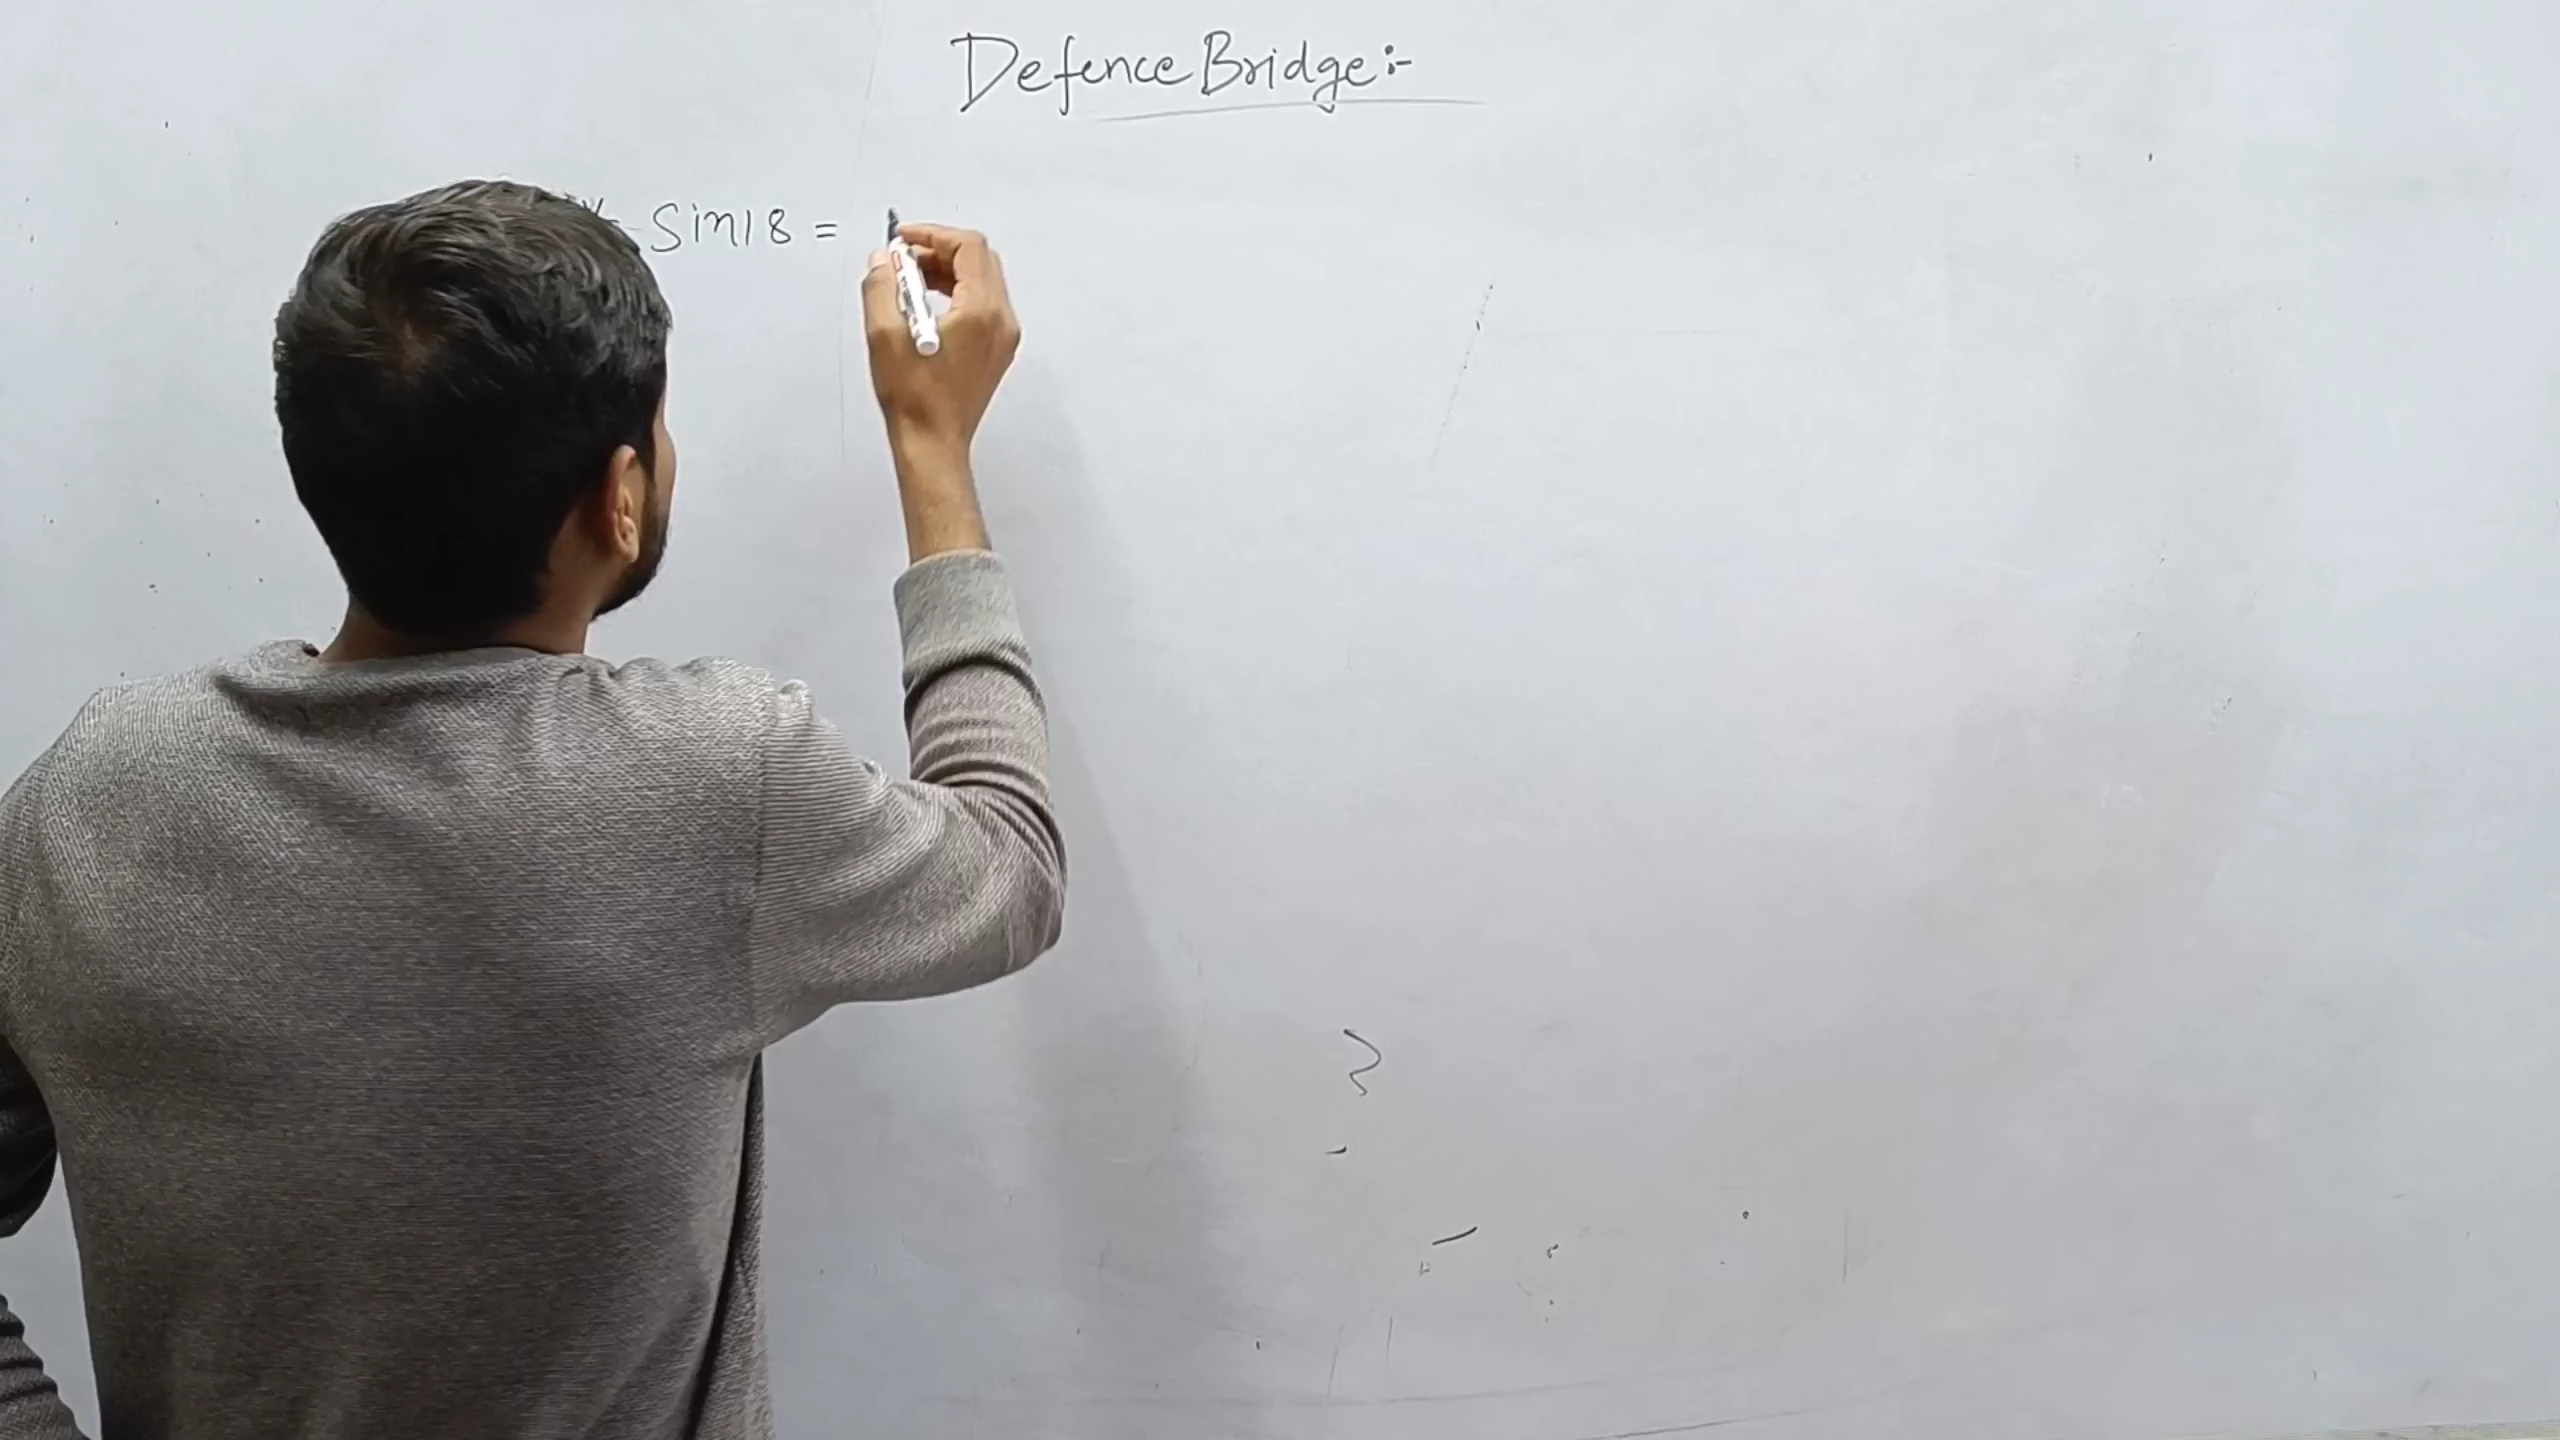 Defence Bridge:-
Sin18 =